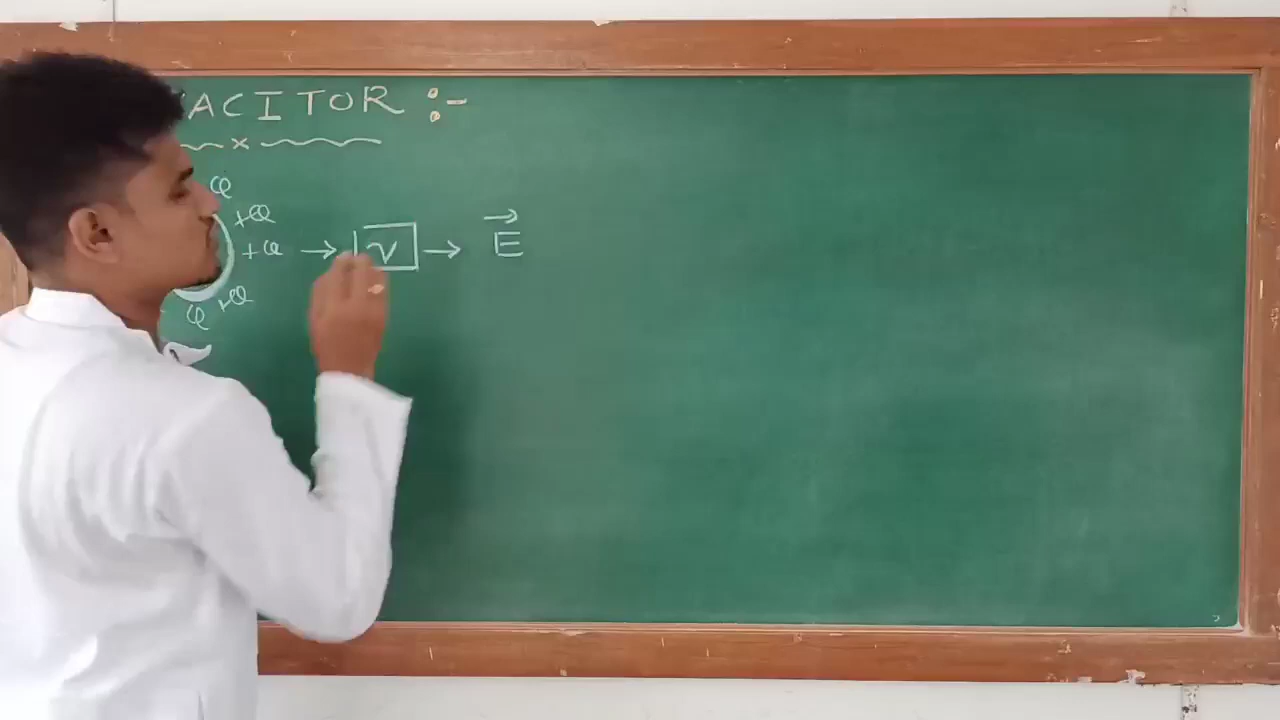 ACITOR :-
Q
+Q
+Q → V → E
+Q
Q